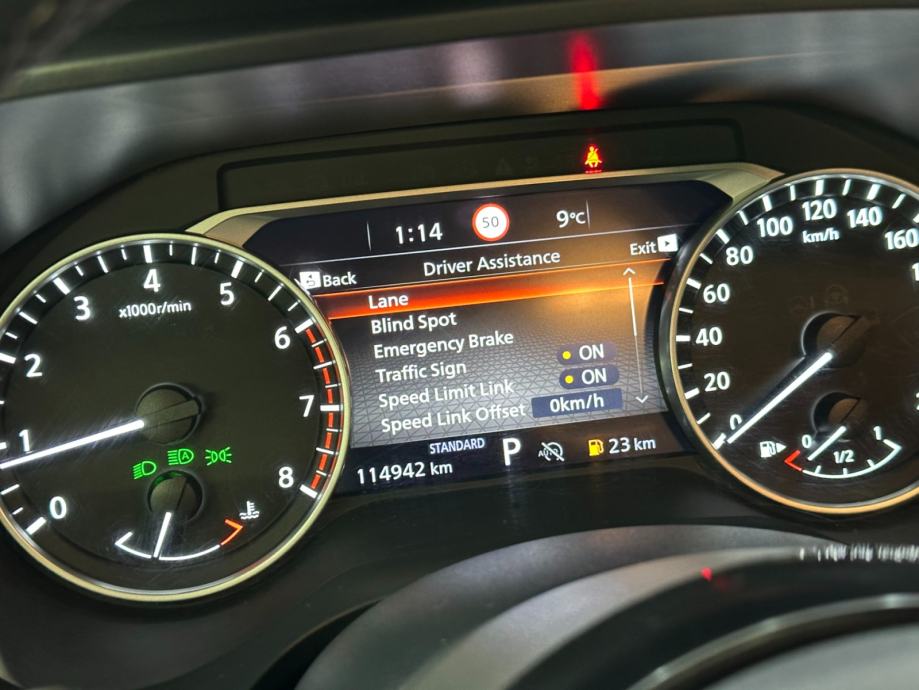 1:14 50 9°C
Back Driver Assistance Exit
Lane
Blind Spot
Emergency Brake
Traffic Sign ON
Speed Limit Link ON
Speed Link Offset 0km/h
STANDARD P AUTO 23 km
114942 km
0 1 2 3 4 5 6 7 8
x1000r/min
0 20 40 60 80 100 120 140 160
km/h
0 1/2 1